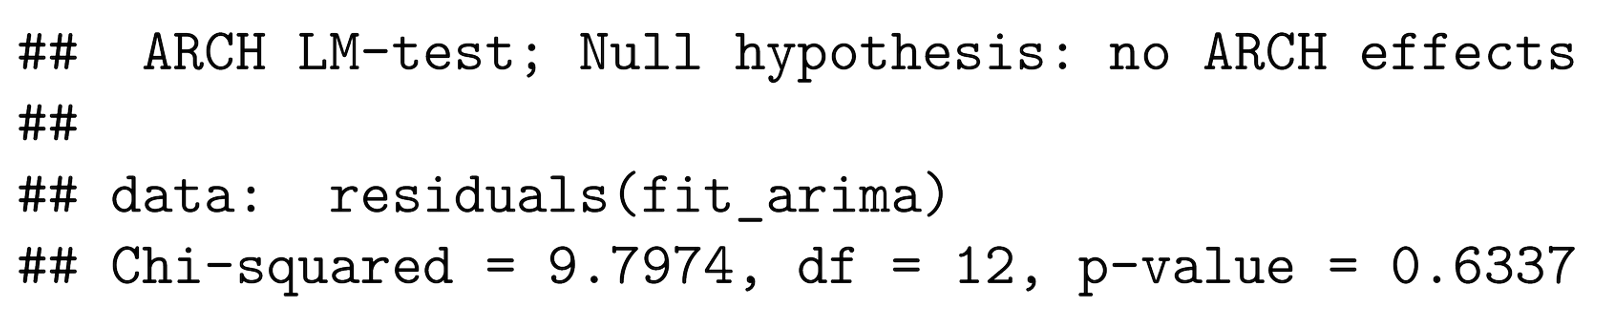 ##  ARCH LM-test; Null hypothesis: no ARCH effects
##
## data:  residuals(fit_arima)
## Chi-squared = 9.7974, df = 12, p-value = 0.6337